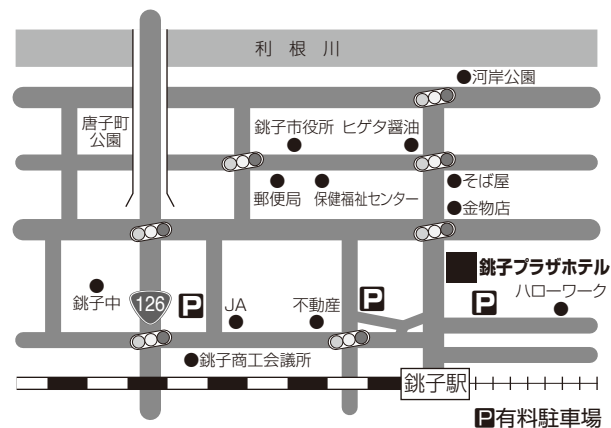 利根川
河岸公園
唐子町
公園
銚子市役所
ヒゲタ醤油
郵便局
保健福祉センター
そば屋
金物店
銚子プラザホテル
ハローワーク
P
銚子中
126
P
JA
不動産
P
銚子商工会議所
銚子駅
P有料駐車場